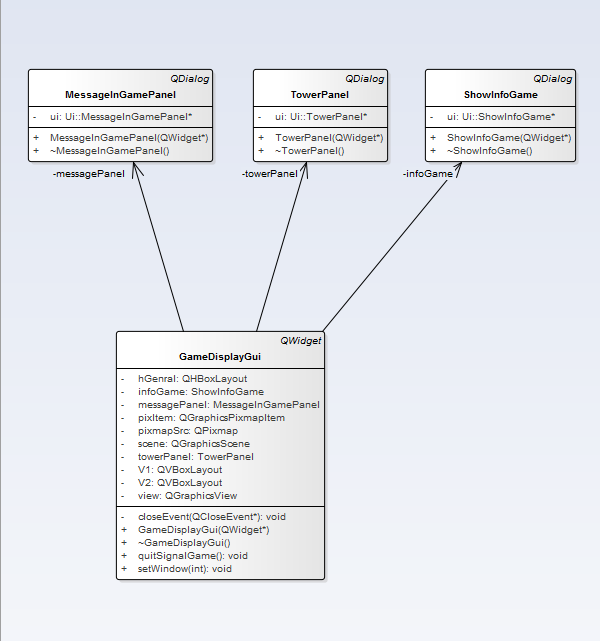 QDialog
MessageInGamePanel
- ui: Ui::MessageInGamePanel*
+ MessageInGamePanel(QWidget*)
+ ~MessageInGamePanel()
-messagePanel
QDialog
TowerPanel
- ui: Ui::TowerPanel*
+ TowerPanel(QWidget*)
+ ~TowerPanel()
-towerPanel
QDialog
ShowInfoGame
- ui: Ui::ShowInfoGame*
+ ShowInfoGame(QWidget*)
+ ~ShowInfoGame()
-infoGame
QWidget
GameDisplayGui
- hGenral: QHBoxLayout
- infoGame: ShowInfoGame
- messagePanel: MessageInGamePanel
- pixItem: QGraphicsPixmapItem
- pixmapSrc: QPixmap
- scene: QGraphicsScene
- towerPanel: TowerPanel
- V1: QVBoxLayout
- V2: QVBoxLayout
- view: QGraphicsView
- closeEvent(QCloseEvent*): void
+ GameDisplayGui(QWidget*)
+ ~GameDisplayGui()
+ quitSignalGame(): void
+ setWindow(int): void